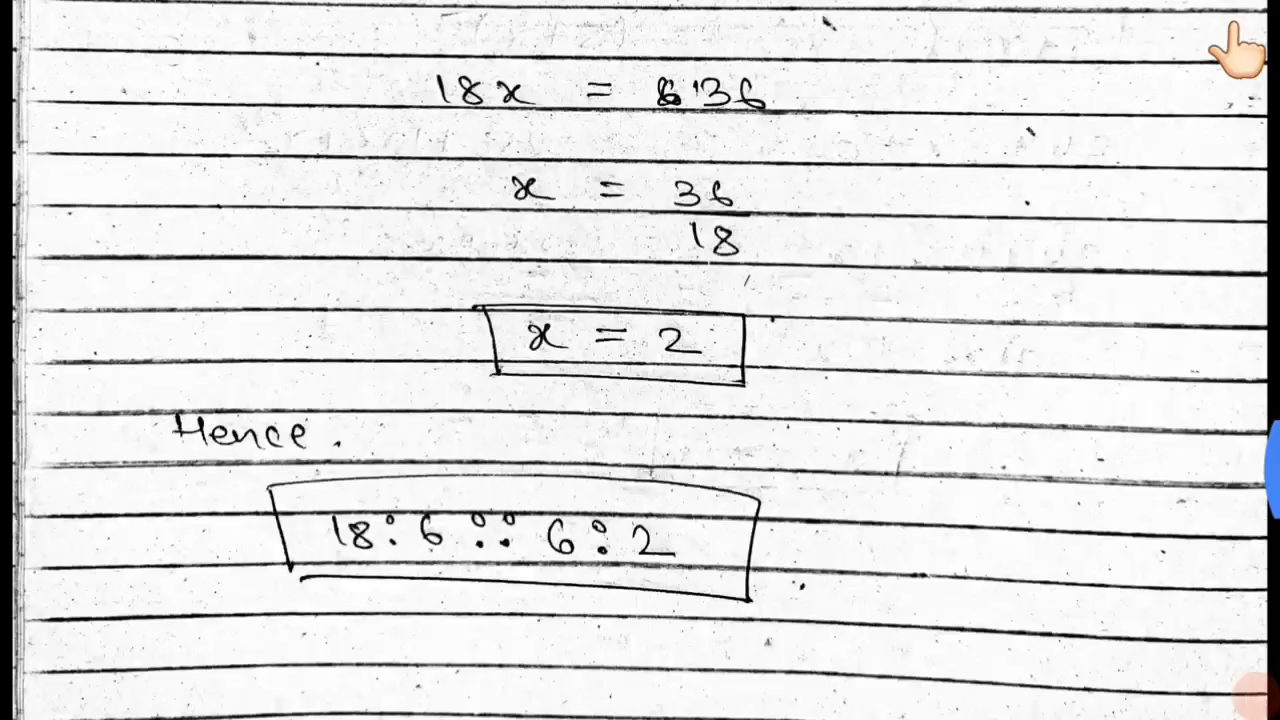 18x = 36
x = 36
18
x = 2
Hence.
18:6 :: 6:2